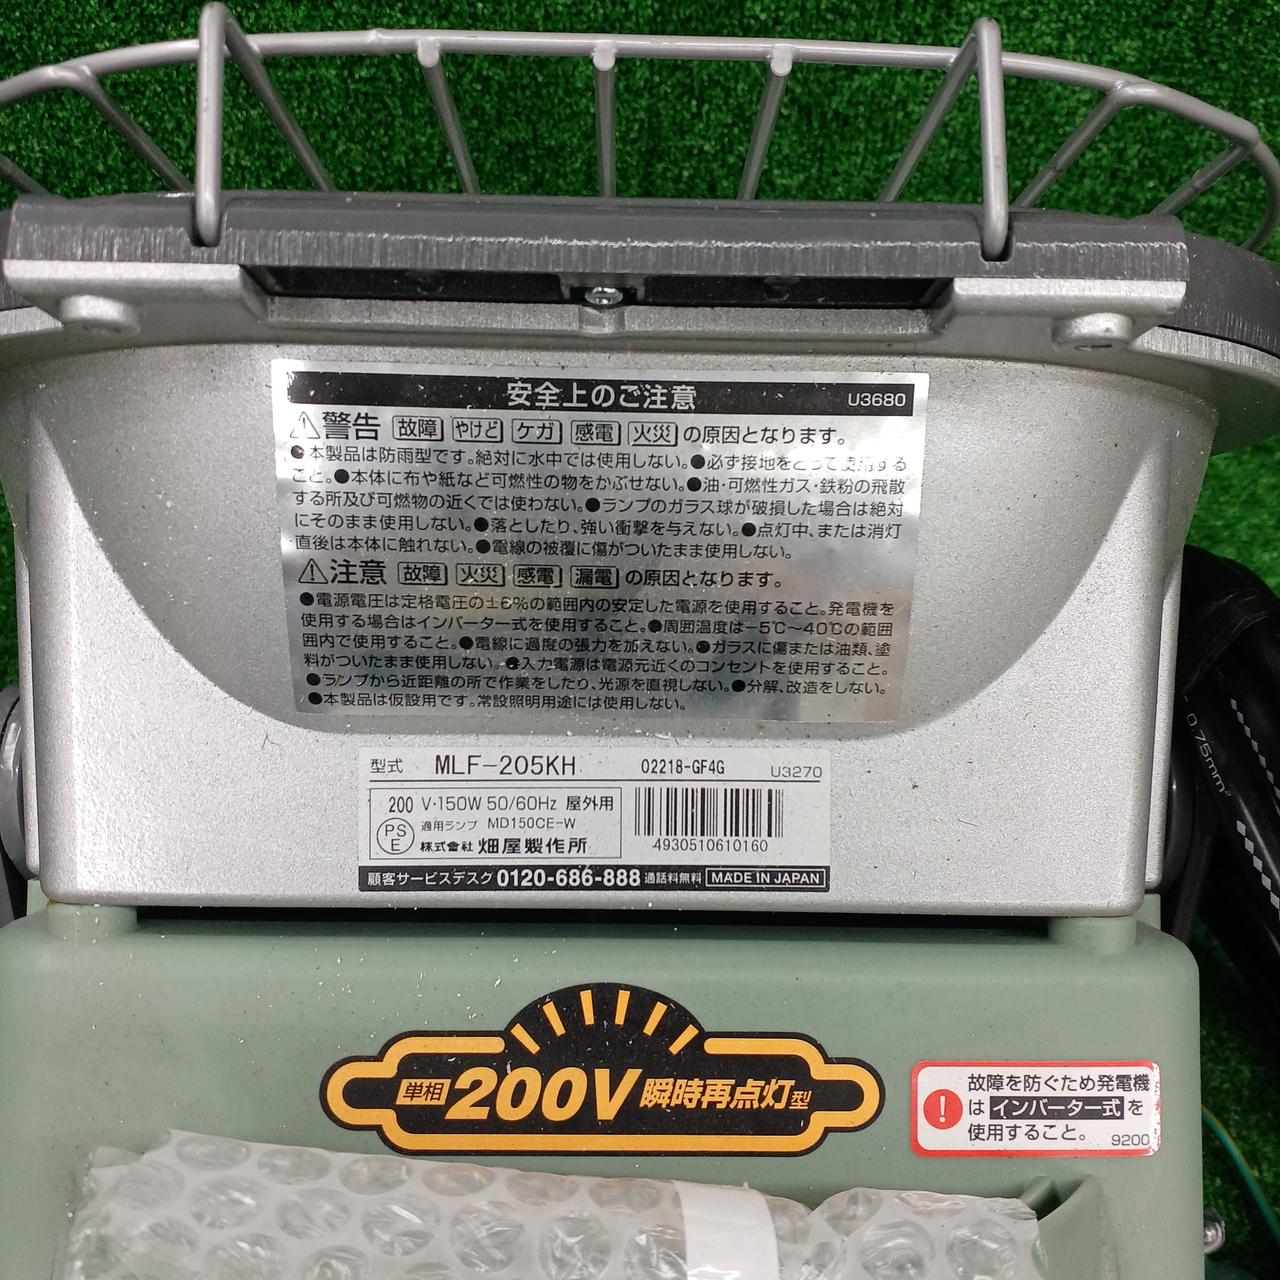 安全上のご注意 U3680
警告 故障 やけど ケガ 感電 火災 の原因となります。
●本製品は防雨型です。絶対に水中では使用しない。●必ず接地をとって使用する
こと。●本体に布や紙など可燃性の物をかぶせない。●油・可燃性ガス・鉄粉の飛散
する所及び可燃物の近くでは使わない。●ランプのガラス球が破損した場合は絶対
にそのまま使用しない。●落としたり、強い衝撃を与えない。●点灯中、または消灯
直後は本体に触れない。●電線の被覆に傷がついたまま使用しない。
注意 故障 火災 感電 漏電 の原因となります。
●電源電圧は定格電圧の±6%の範囲内の安定した電源を使用すること。発電機を
使用する場合はインバーター式を使用すること。●周囲温度は-5℃〜40℃の範囲
囲内で使用すること。●電線に過度の張力を加えない。●ガラスに傷または油類、塗
料がついたまま使用しない。●入力電源は電源元近くのコンセントを使用すること。
●ランプから近距離の所で作業をしたり、光源を直視しない。●分解、改造をしない。
●本製品は仮設用です。常設照明用途には使用しない。
型式 MLF-205KH 02218-GF4G U3270
200 V・150W 50/60Hz 屋外用
PSE 適用ランプ MD150CE-W
株式会社 畑屋製作所
4930510610160
顧客サービスデスク 0120-686-888 通話料無料 MADE IN JAPAN
0.75mm²
単相 200V 瞬時再点灯型
故障を防ぐため発電機
は インバーター式 を
使用すること。 9200